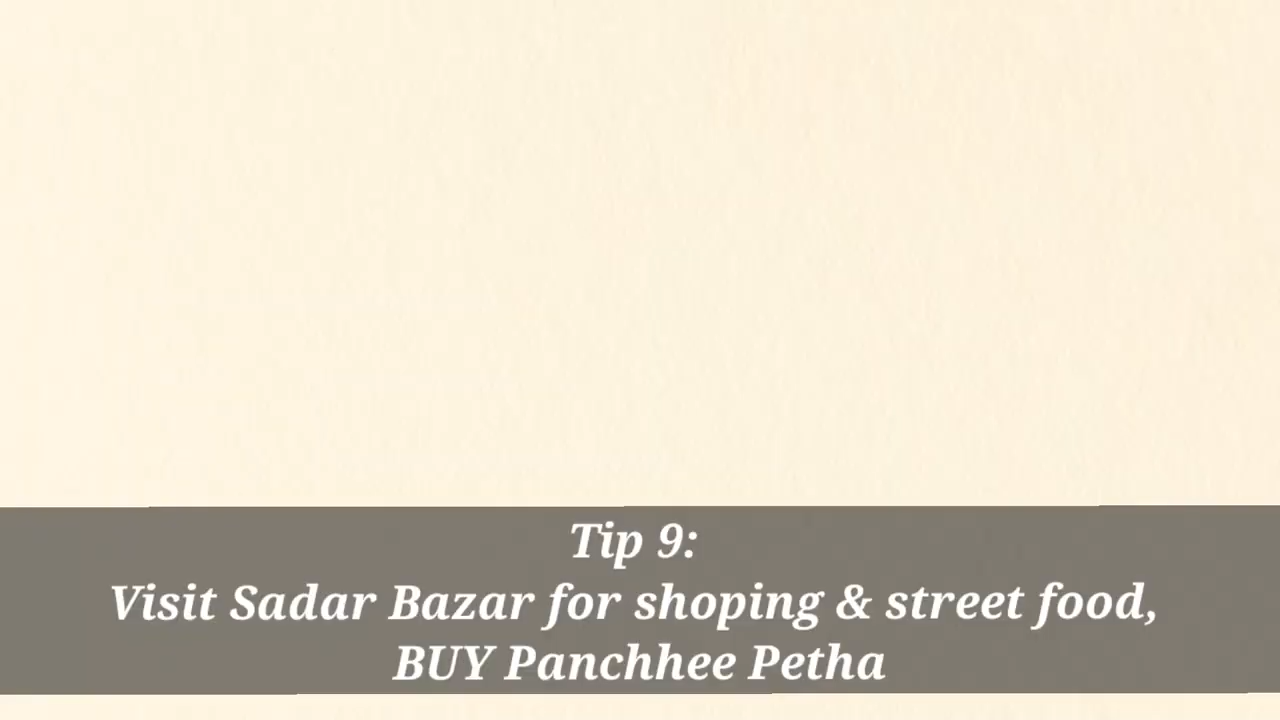 Tip 9:
Visit Sadar Bazar for shoping & street food,
BUY Panchhee Petha